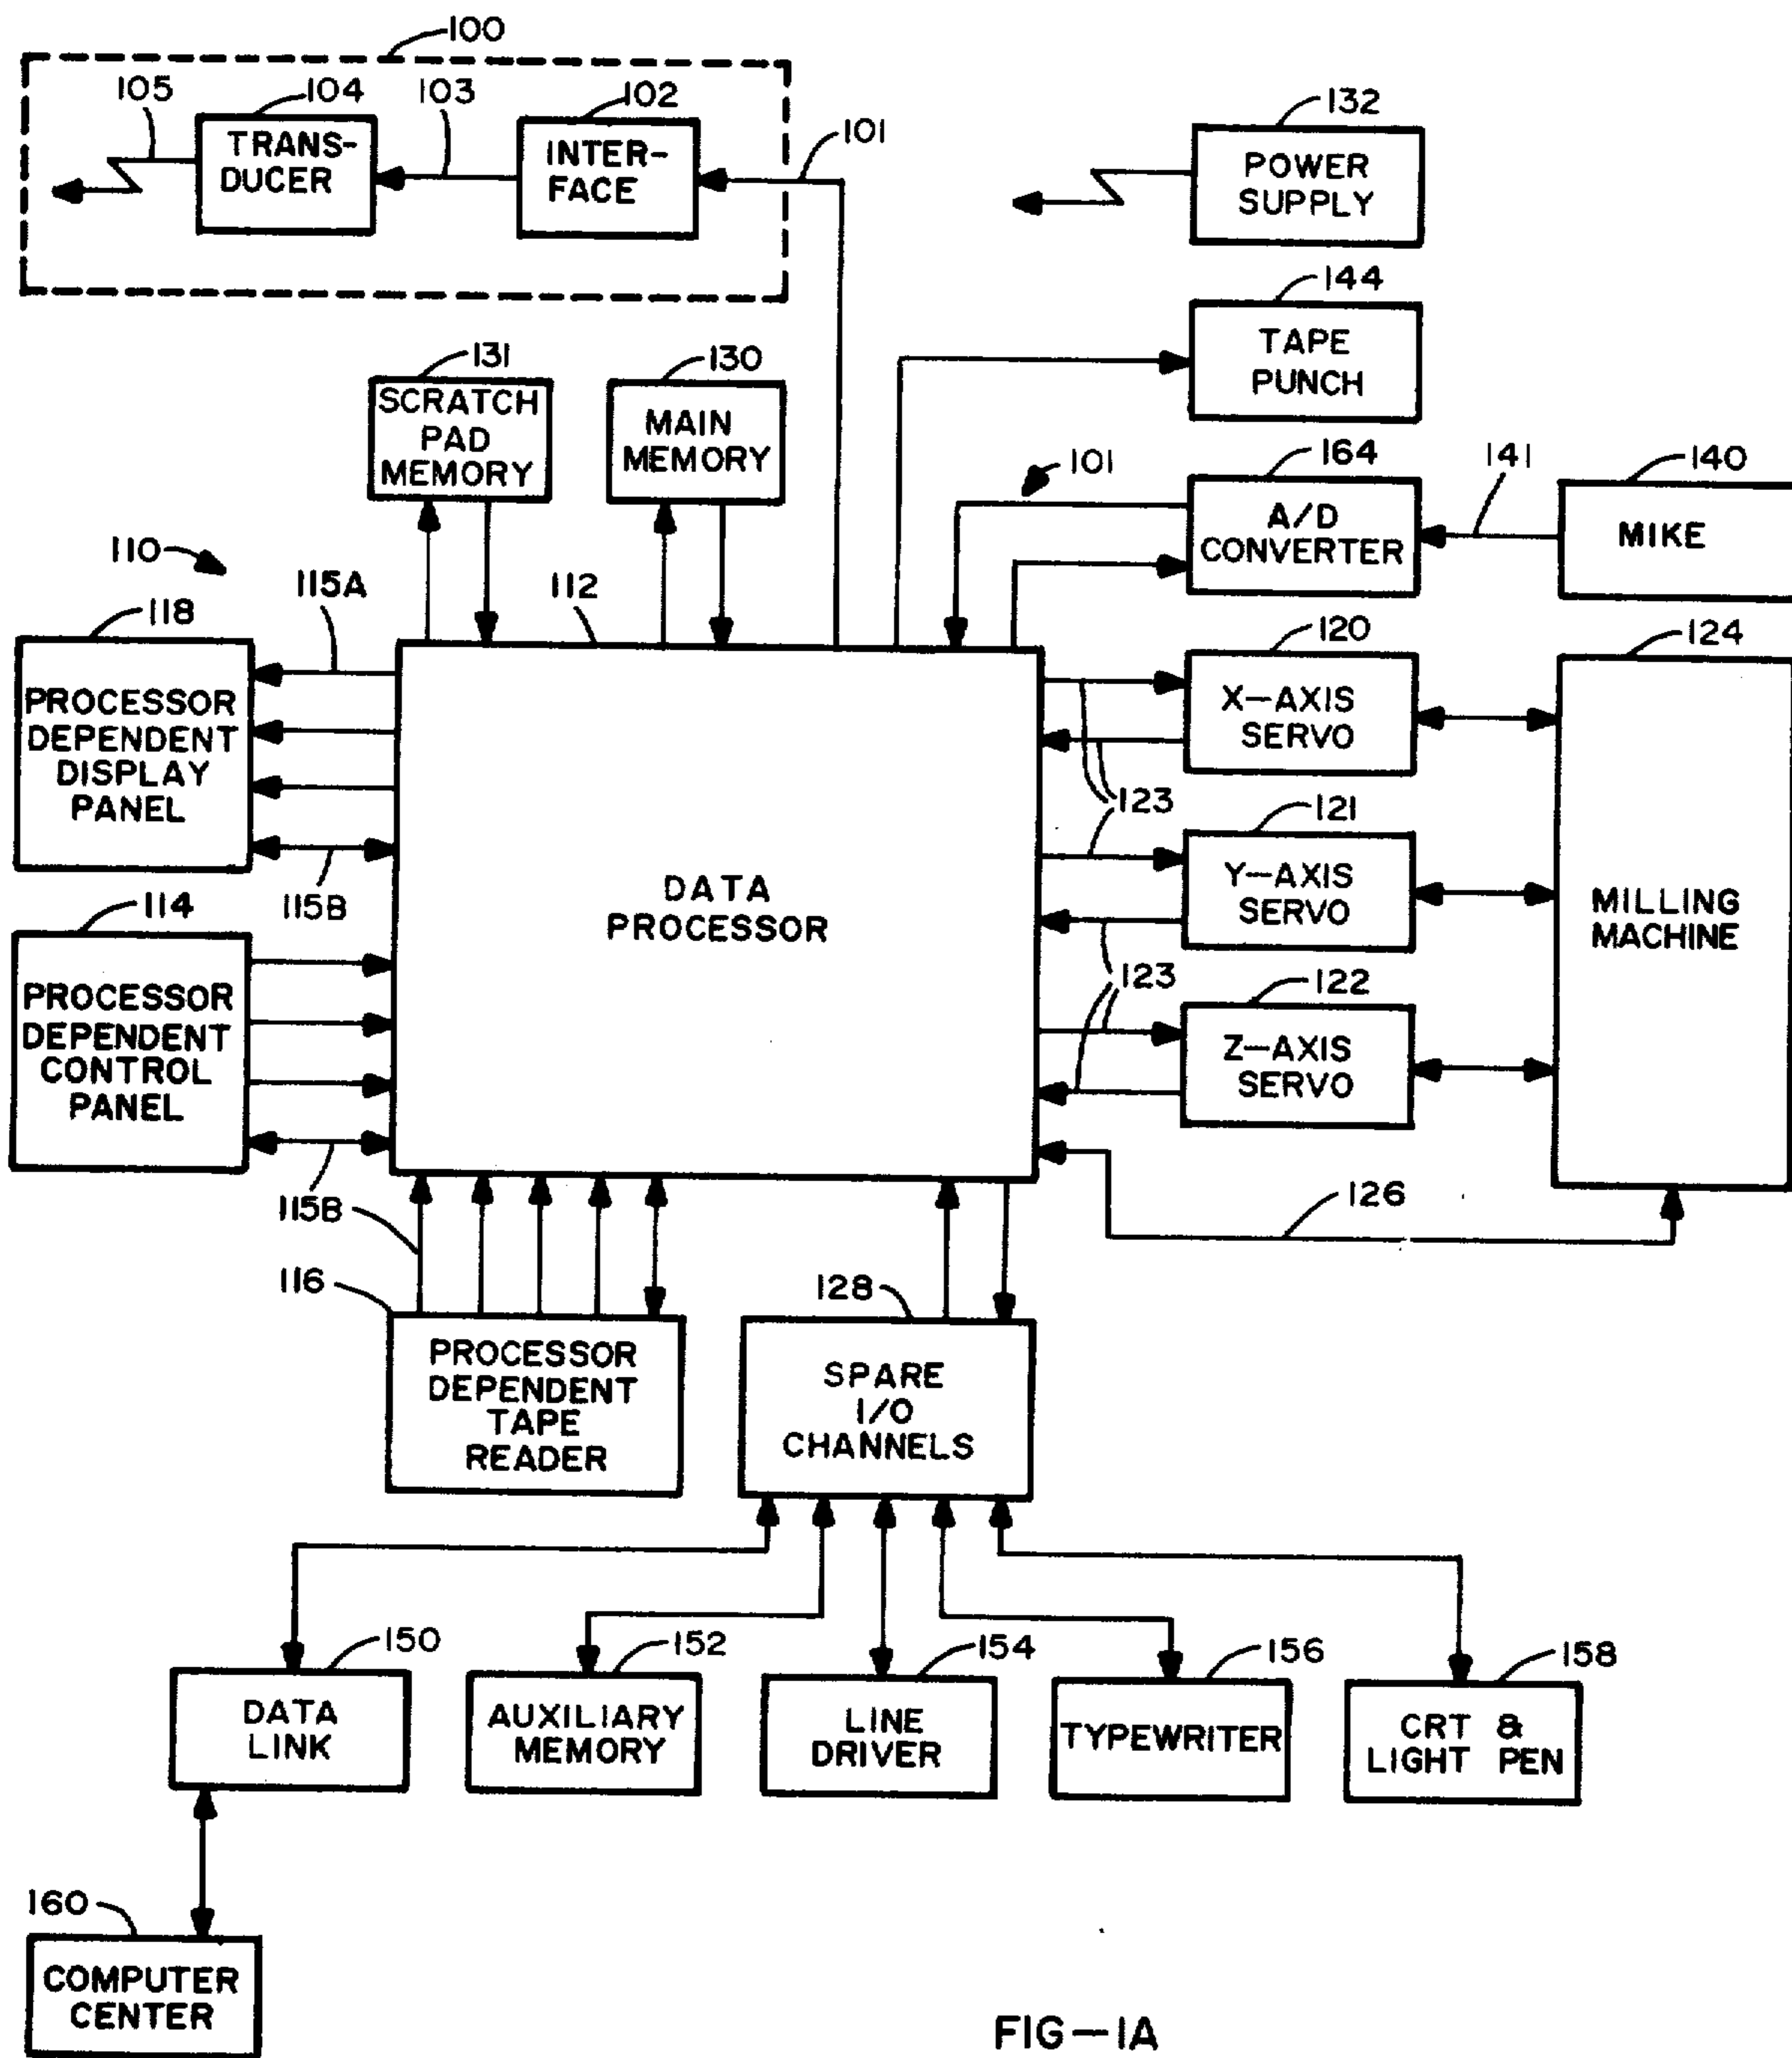 100
105
104
103
102
101
132
TRANS-
DUCER
INTER-
FACE
POWER
SUPPLY
144
TAPE
PUNCH
131
130
SCRATCH
PAD
MEMORY
MAIN
MEMORY
101
164
141
140
A/D
CONVERTER
MIKE
110
115A
112
118
120
124
PROCESSOR
DEPENDENT
DISPLAY
PANEL
X-AXIS
SERVO
123
121
115B
114
DATA
PROCESSOR
Y-AXIS
SERVO
MILLING
MACHINE
123
122
PROCESSOR
DEPENDENT
CONTROL
PANEL
Z-AXIS
SERVO
115B
126
116
128
PROCESSOR
DEPENDENT
TAPE
READER
SPARE
I/O
CHANNELS
150
152
154
156
158
DATA
LINK
AUXILIARY
MEMORY
LINE
DRIVER
TYPEWRITER
CRT &
LIGHT PEN
160
COMPUTER
CENTER
FIG-1A